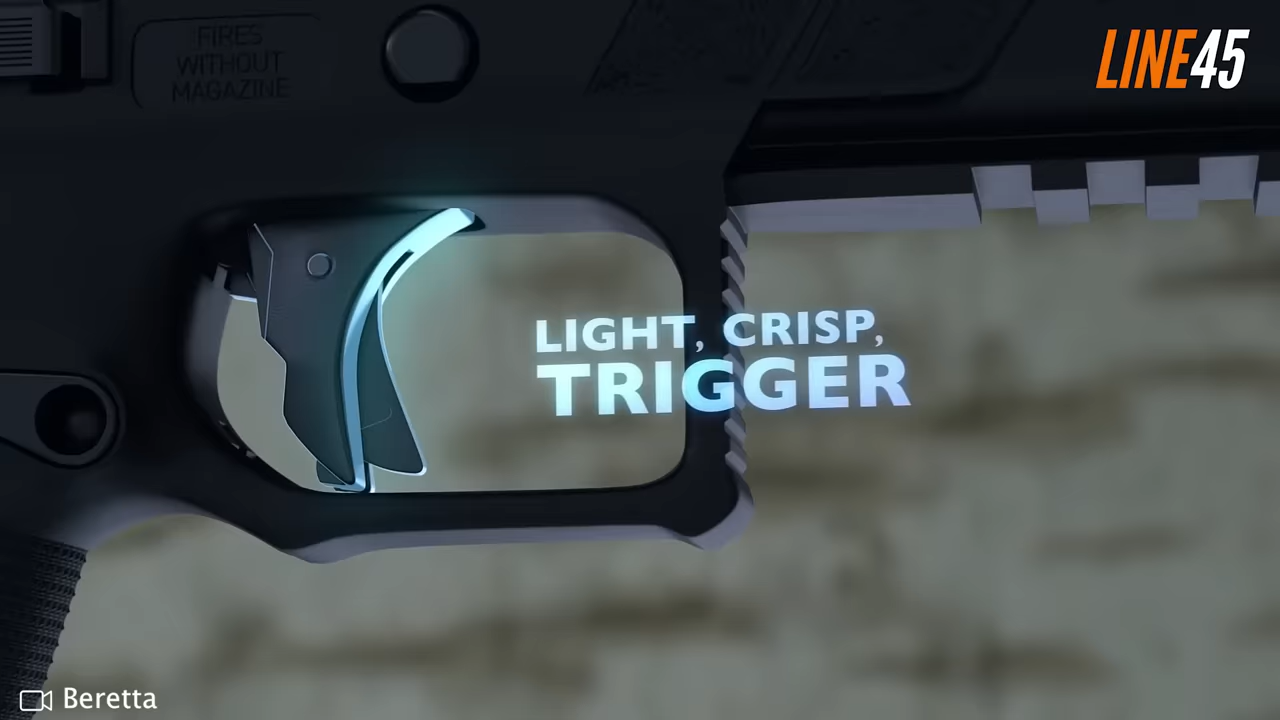 FIRES
WITHOUT
MAGAZINE
LINE45
LIGHT, CRISP,
TRIGGER
Beretta